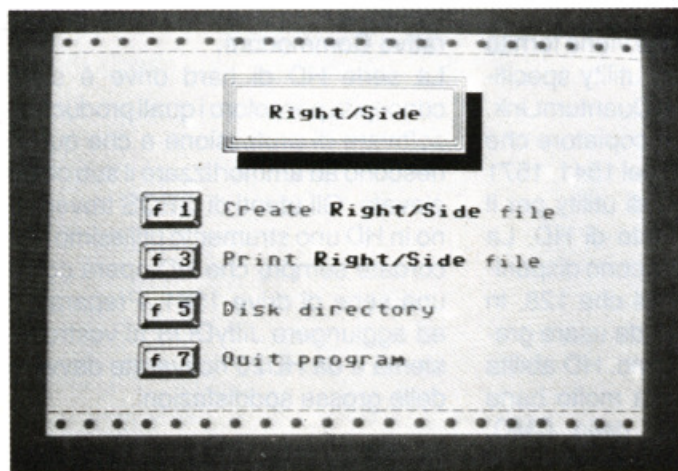 Right/Side
f 1 Create Right/Side file
f 3 Print Right/Side file
f 5 Disk directory
f 7 Quit program